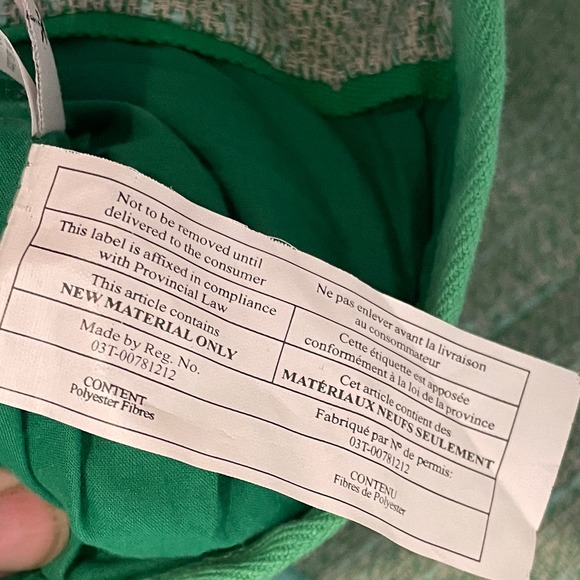 Not to be removed until
delivered to the consumer
This label is affixed in compliance
with Provincial Law
This article contains
NEW MATERIAL ONLY
Made by Reg. No.
03T-00781212
CONTENT
Polyester Fibres
Ne pas enlever avant la livraison
au consommateur
Cette étiquette est apposée
conformément à la loi de la province
Cet article contient des
MATÉRIAUX NEUFS SEULEMENT
Fabriqué par Nº de permis:
03T-00781212
CONTENU
Fibres de Polyester